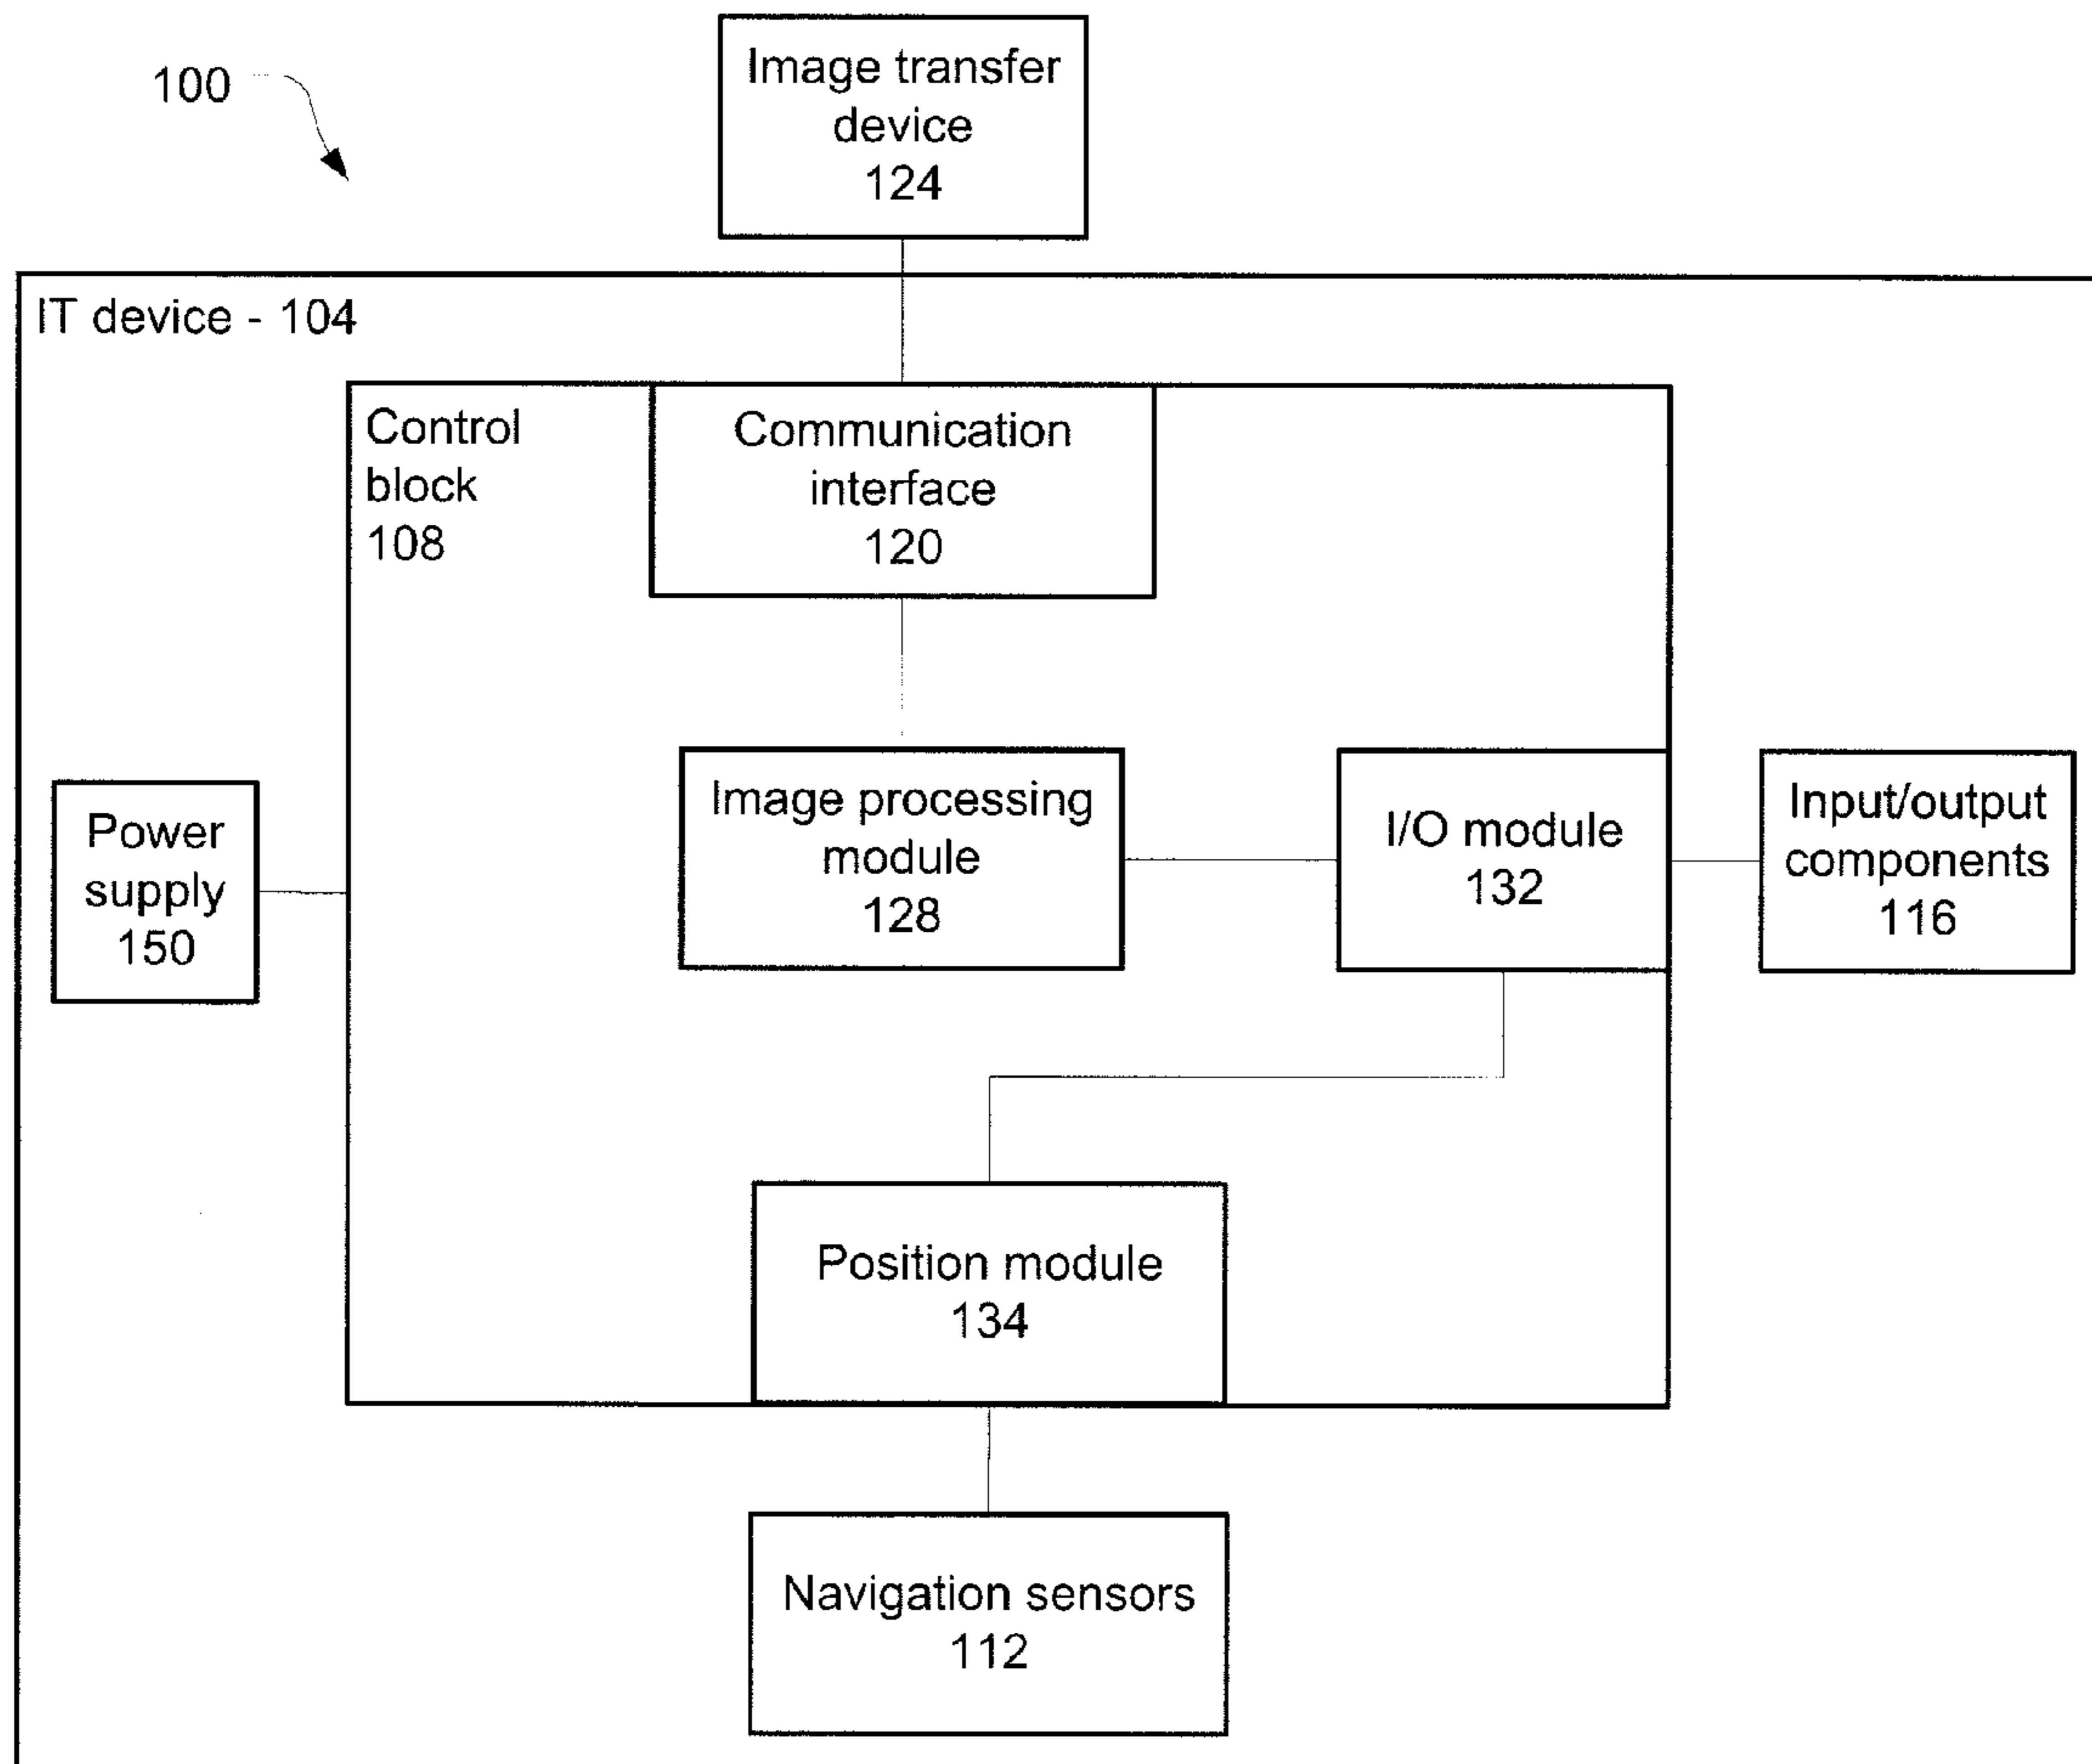 100
Image transfer
device
124
IT device - 104
Control
block
108
Communication
interface
120
Power
supply
150
Image processing
module
128
I/O module
132
Input/output
components
116
Position module
134
Navigation sensors
112